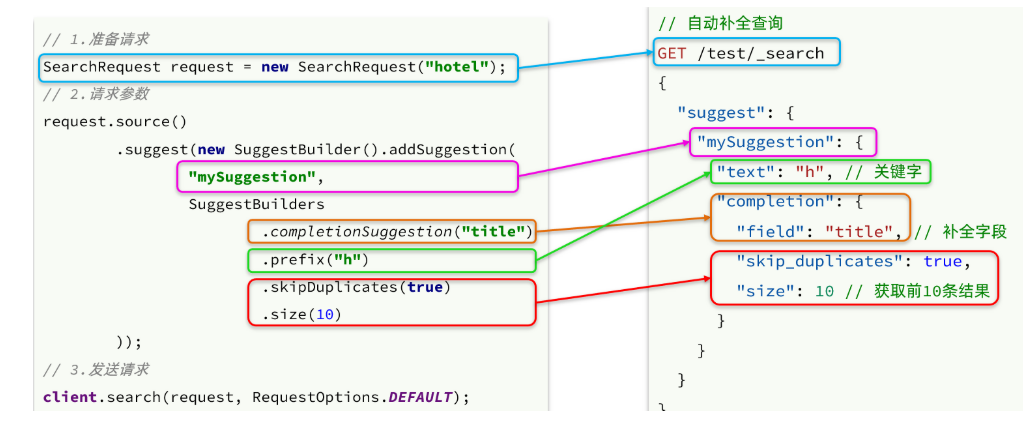 // 1.准备请求
SearchRequest request = new SearchRequest("hotel");
// 2.请求参数
request.source()
.suggest(new SuggestBuilder().addSuggestion(
"mySuggestion",
SuggestBuilders
.completionSuggestion("title")
.prefix("h")
.skipDuplicates(true)
.size(10)
));
// 3.发送请求
client.search(request, RequestOptions.DEFAULT);
// 自动补全查询
GET /test/_search
{
"suggest": {
"mySuggestion": {
"text": "h", // 关键字
"completion": {
"field": "title", // 补全字段
"skip_duplicates": true,
"size": 10 // 获取前10条结果
}
}
}
}